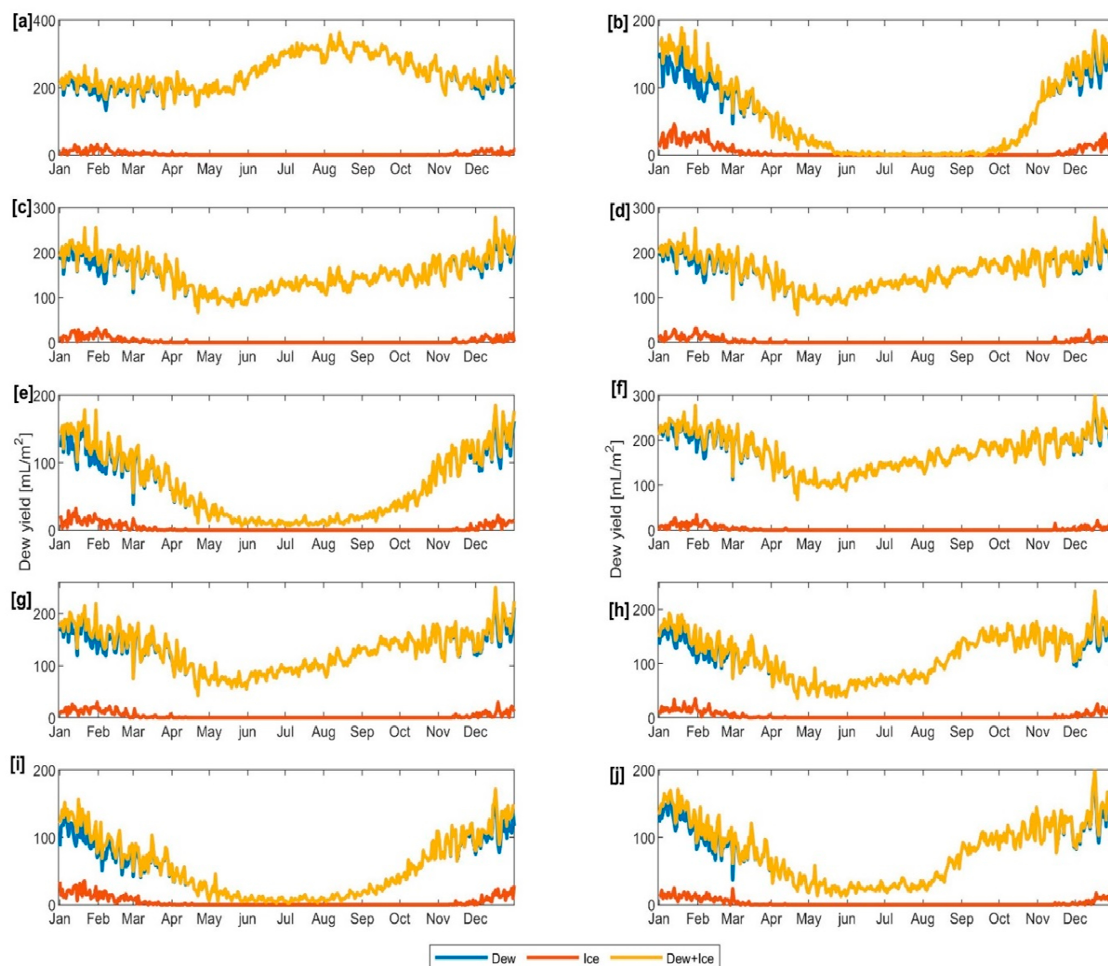 [a]
400
200
0
Jan Feb Mar Apr May jun Jul Aug Sep Oct Nov Dec
[b]
200
100
0
Jan Feb Mar Apr May jun Jul Aug Sep Oct Nov Dec
[c]
300
200
100
0
Jan Feb Mar Apr May jun Jul Aug Sep Oct Nov Dec
[d]
300
200
100
0
Jan Feb Mar Apr May jun Jul Aug Sep Oct Nov Dec
[e]
200
100
0
Jan Feb Mar Apr May jun Jul Aug Sep Oct Nov Dec
Dew yield [mL/m²]
[f]
300
200
100
0
Jan Feb Mar Apr May jun Jul Aug Sep Oct Nov Dec
Dew yield [mL/m²]
[g]
200
100
0
Jan Feb Mar Apr May jun Jul Aug Sep Oct Nov Dec
[h]
200
100
0
Jan Feb Mar Apr May jun Jul Aug Sep Oct Nov Dec
[i]
200
100
0
Jan Feb Mar Apr May jun Jul Aug Sep Oct Nov Dec
[j]
200
100
0
Jan Feb Mar Apr May jun Jul Aug Sep Oct Nov Dec
Dew Ice Dew+Ice